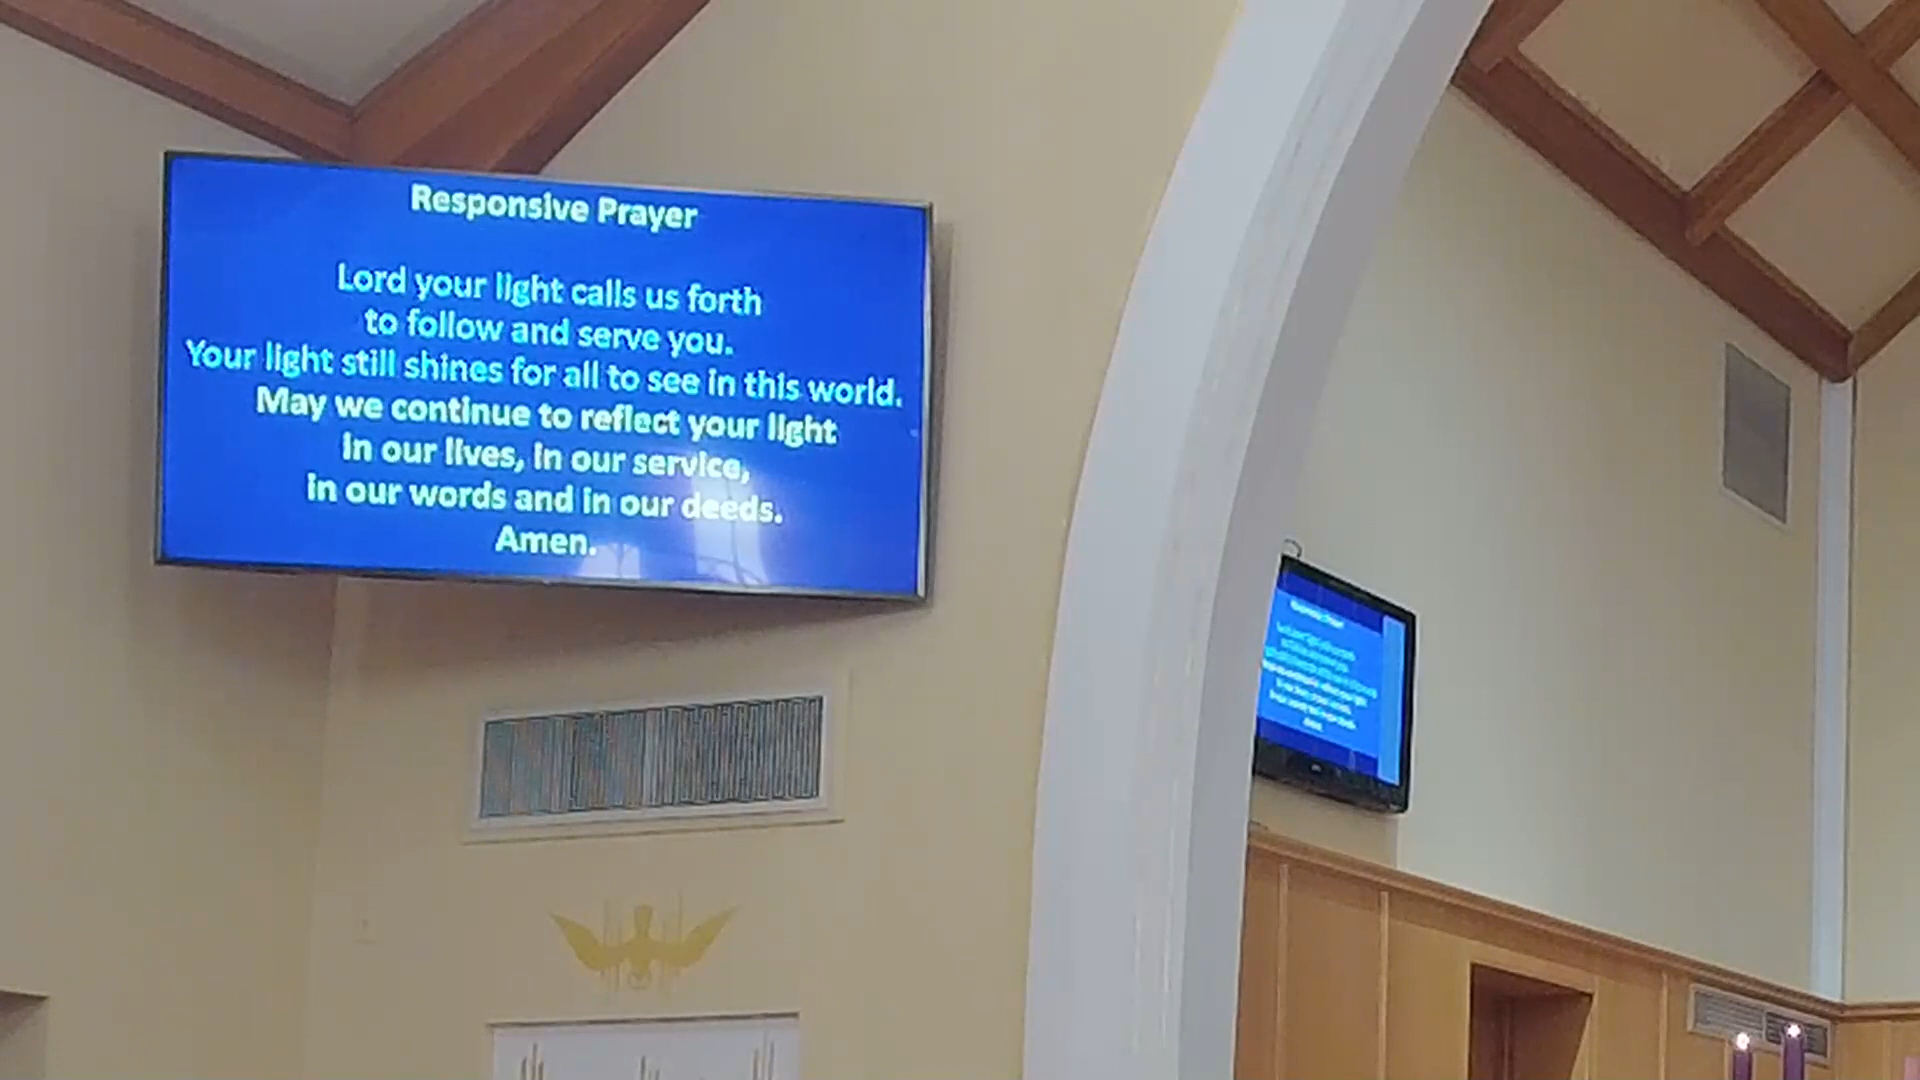 Responsive Prayer
Lord your light calls us forth
to follow and serve you.
Your light still shines for all to see in this world.
May we continue to reflect your light
in our lives, in our service,
in our words and in our deeds.
Amen.